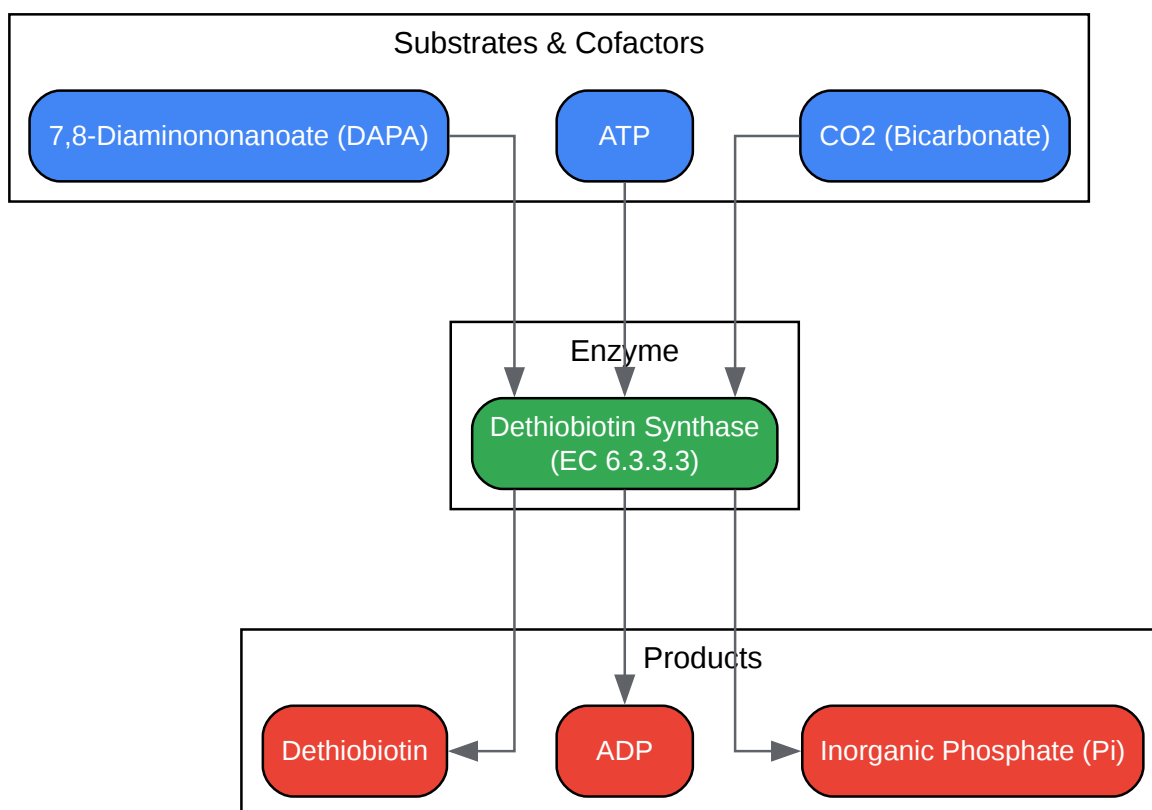 Substrates & Cofactors
7,8-Diaminononanoate (DAPA)
ATP
CO2 (Bicarbonate)
Enzyme
Dethiobiotin Synthase
(EC 6.3.3.3)
Products
Dethiobiotin
ADP
Inorganic Phosphate (Pi)